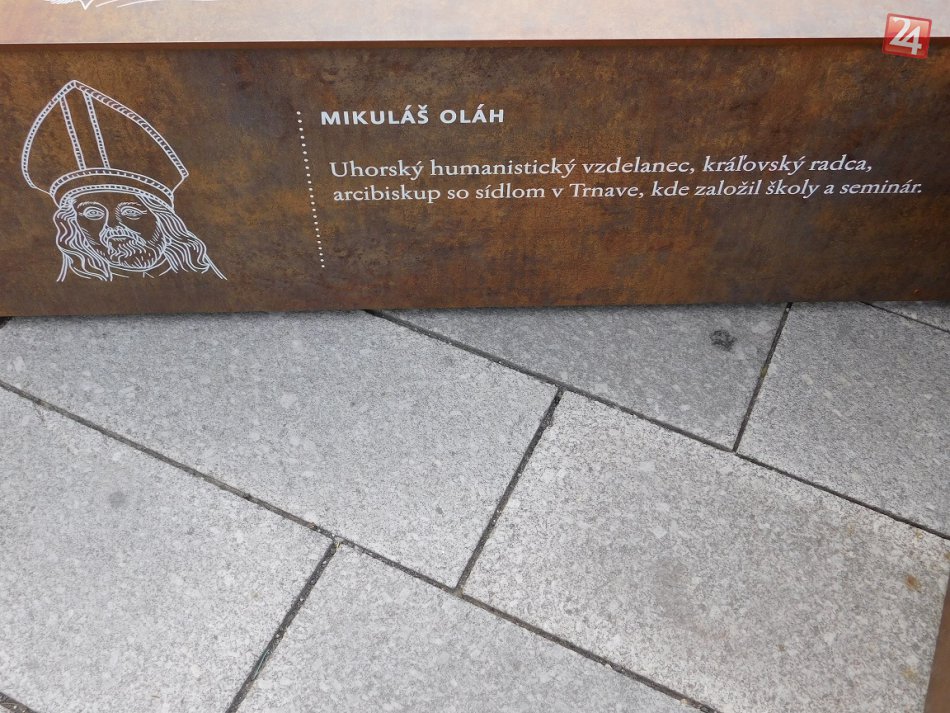 24
MIKULÁŠ OLÁH
Uhorský humanistický vzdelanec, kráľovský radca,
arcibiskup so sídlom v Trnave, kde založil školy a seminár.